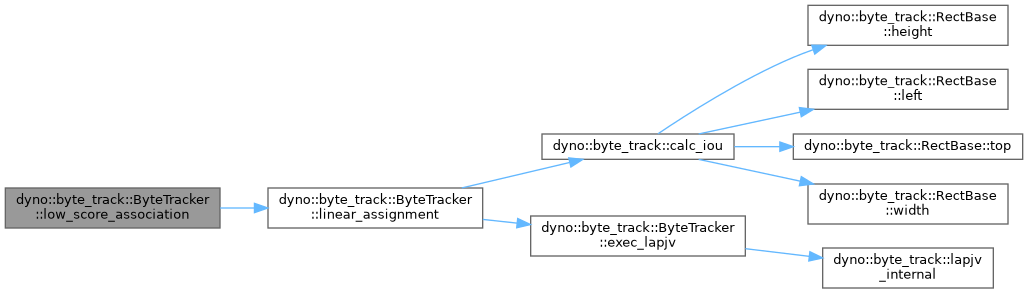 dyno::byte_track::ByteTracker
::low_score_association
dyno::byte_track::ByteTracker
::linear_assignment
dyno::byte_track::calc_iou
dyno::byte_track::RectBase
::height
dyno::byte_track::RectBase
::left
dyno::byte_track::RectBase::top
dyno::byte_track::RectBase
::width
dyno::byte_track::ByteTracker
::exec_lapjv
dyno::byte_track::lapjv
_internal